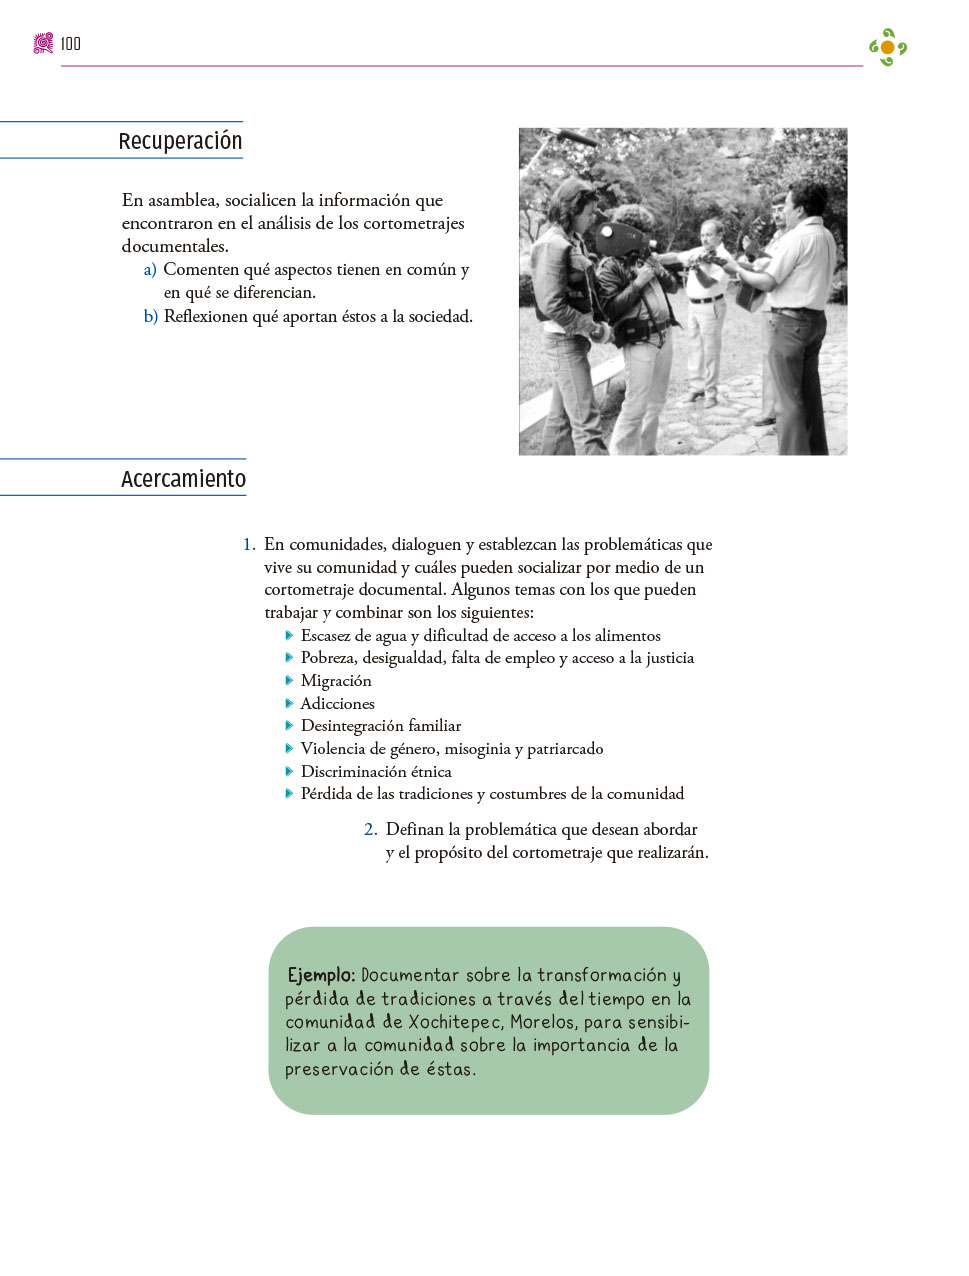 100
Recuperación
En asamblea, socialicen la información que
encontraron en el análisis de los cortometrajes
documentales.
a) Comenten qué aspectos tienen en común y
en qué se diferencian.
b) Reflexionen qué aportan éstos a la sociedad.
Acercamiento
1. En comunidades, dialoguen y establezcan las problemáticas que
vive su comunidad y cuáles pueden socializar por medio de un
cortometraje documental. Algunos temas con los que pueden
trabajar y combinar son los siguientes:
Escasez de agua y dificultad de acceso a los alimentos
Pobreza, desigualdad, falta de empleo y acceso a la justicia
Migración
Adicciones
Desintegración familiar
Violencia de género, misoginia y patriarcado
Discriminación étnica
Pérdida de las tradiciones y costumbres de la comunidad
2. Definan la problemática que desean abordar
y el propósito del cortometraje que realizarán.
Ejemplo: Documentar sobre la transformación y
pérdida de tradiciones a través del tiempo en la
comunidad de Xochitepec, Morelos, para sensibi-
lizar a la comunidad sobre la importancia de la
preservación de éstas.